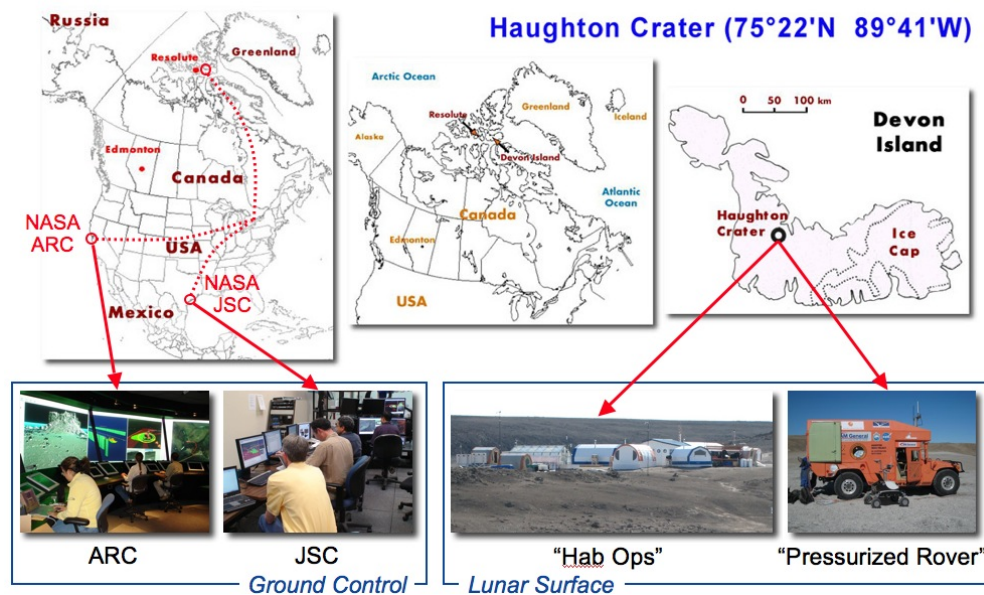 Haughton Crater (75°22'N 89°41'W)
Russia
Greenland
Resolute
Edmonton
Canada
NASA
ARC
USA
NASA
JSC
Mexico
Arctic Ocean
Greenland
Resolute
Iceland
Alaska
Devon Island
Atlantic
Ocean
Canada
Edmonton
USA
0 50 100 km
Devon
Island
Haughton
Crater
Ice
Cap
AM General
ARC
JSC
Ground Control
“Hab Ops”
“Pressurized Rover”
Lunar Surface